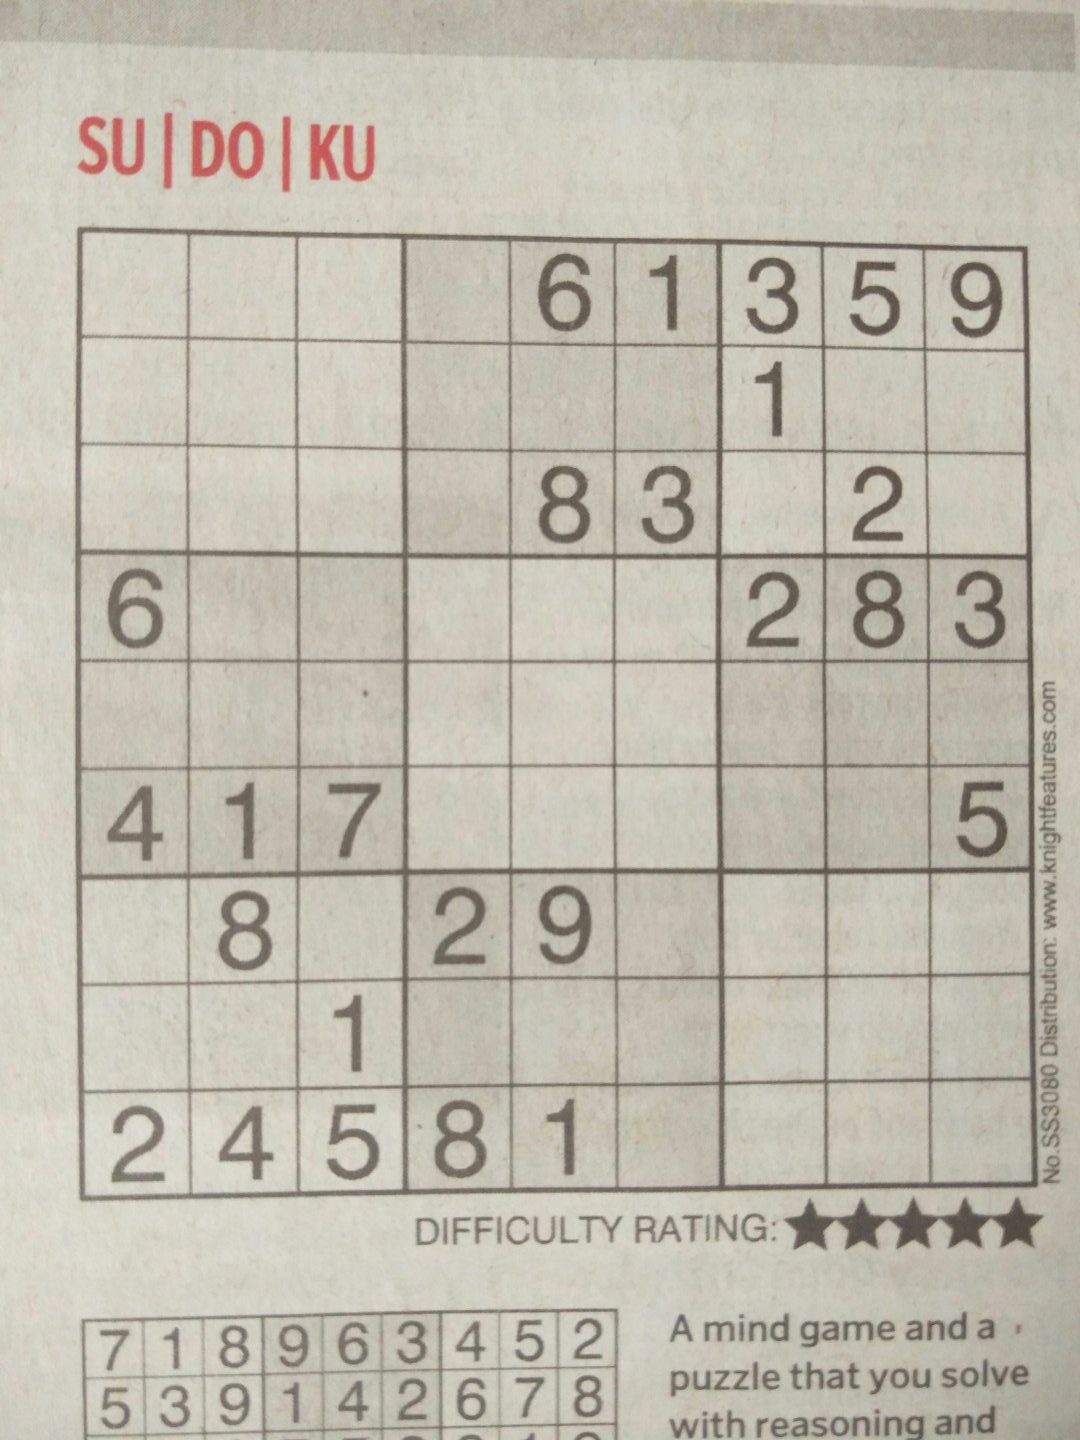 SU|DO|KU
6 1 3 5 9
1
8 3 2
6 2 8 3
4 1 7 5
8 2 9
1
2 4 5 8 1
No.SS3080 Distribution: www.knightfeatures.com
DIFFICULTY RATING: ★★★★★
7 1 8 9 6 3 4 5 2
5 3 9 1 4 2 6 7 8
A mind game and a
puzzle that you solve
with reasoning and